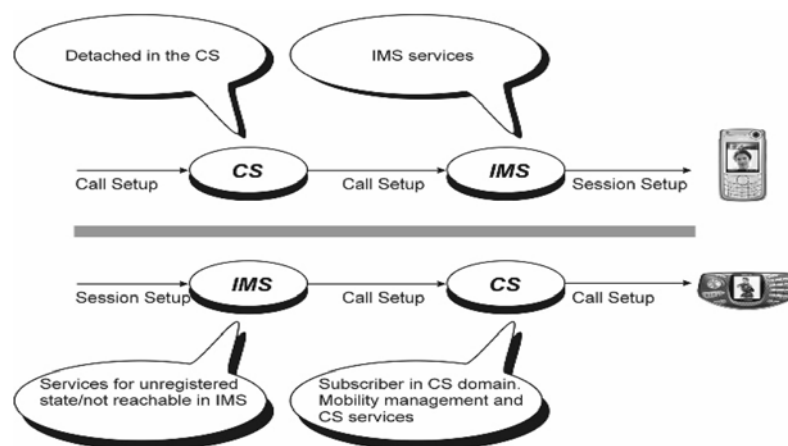 Detached in the CS
IMS services
CS
IMS
Call Setup
Call Setup
Session Setup
IMS
CS
Session Setup
Call Setup
Call Setup
Services for unregistered
state/not reachable in IMS
Subscriber in CS domain.
Mobility management and
CS services